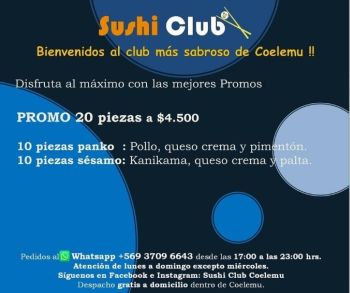 Sushi Club
Bienvenidos al club más sabroso de Coelemu !!
Disfruta al máximo con las mejores Promos
PROMO 20 piezas a $4.500
10 piezas panko : Pollo, queso crema y pimentón.
10 piezas sésamo: Kanikama, queso crema y palta.
Pedidos al Whatsapp +569 3709 6643 desde las 17:00 a las 23:00 hrs.
Atención de lunes a domingo excepto miércoles.
Síguenos en Facebook e Instagram: Sushi Club Coelemu
Despacho gratis a domicilio dentro de Coelemu.